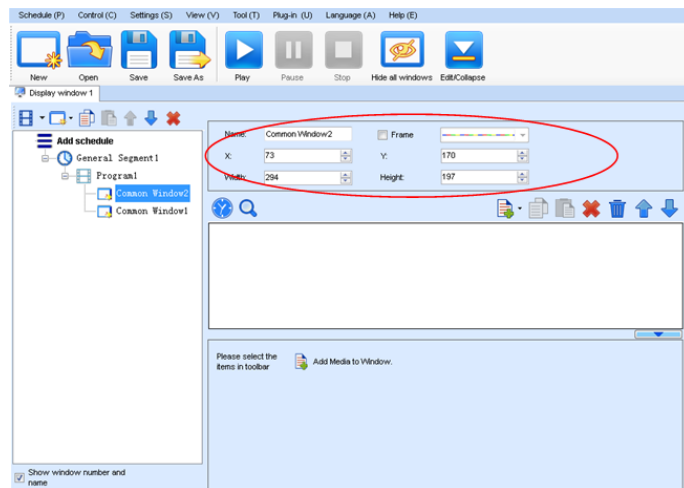 Schedule (P) Control (C) Settings (S) View (V) Tool (T) Plug-in (U) Language (A) Help (E)
New Open Save Save As Play Pause Stop Hide all windows Edit/Collapse
Display window 1
Add schedule
General Segment1
Program1
Common Window2
Common Window1
Name: Common Window2 Frame
X: 73 Y: 170
Width: 294 Height: 197
Please select the
items in toolbar
Add Media to Window.
Show window number and
name